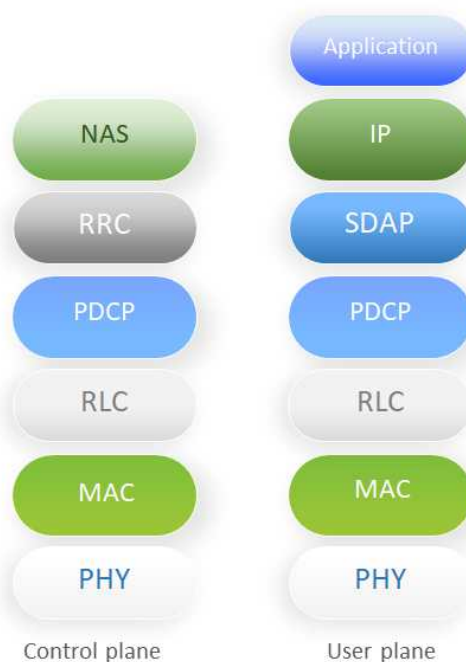 Application
NAS
IP
RRC
SDAP
PDCP
PDCP
RLC
RLC
MAC
MAC
PHY
PHY
Control plane
User plane